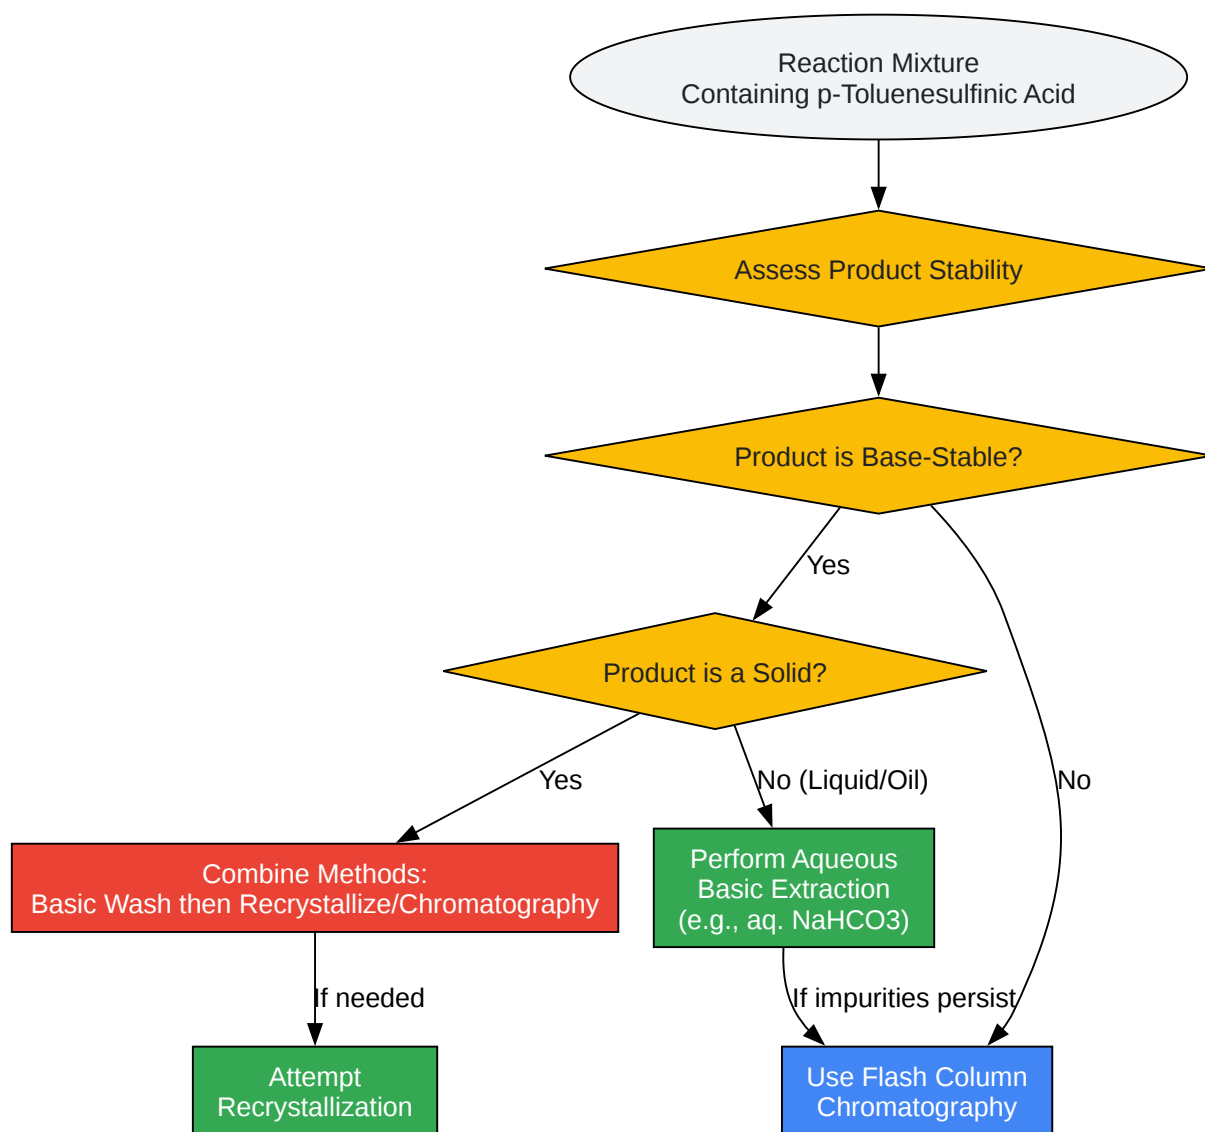 Reaction Mixture
Containing p-Toluenesulfinic Acid
Assess Product Stability
Product is Base-Stable?
Yes
Product is a Solid?
Yes
No (Liquid/Oil)
No
Combine Methods:
Basic Wash then Recrystallize/Chromatography
Perform Aqueous
Basic Extraction
(e.g., aq. NaHCO3)
If needed
If impurities persist
Attempt
Recrystallization
Use Flash Column
Chromatography